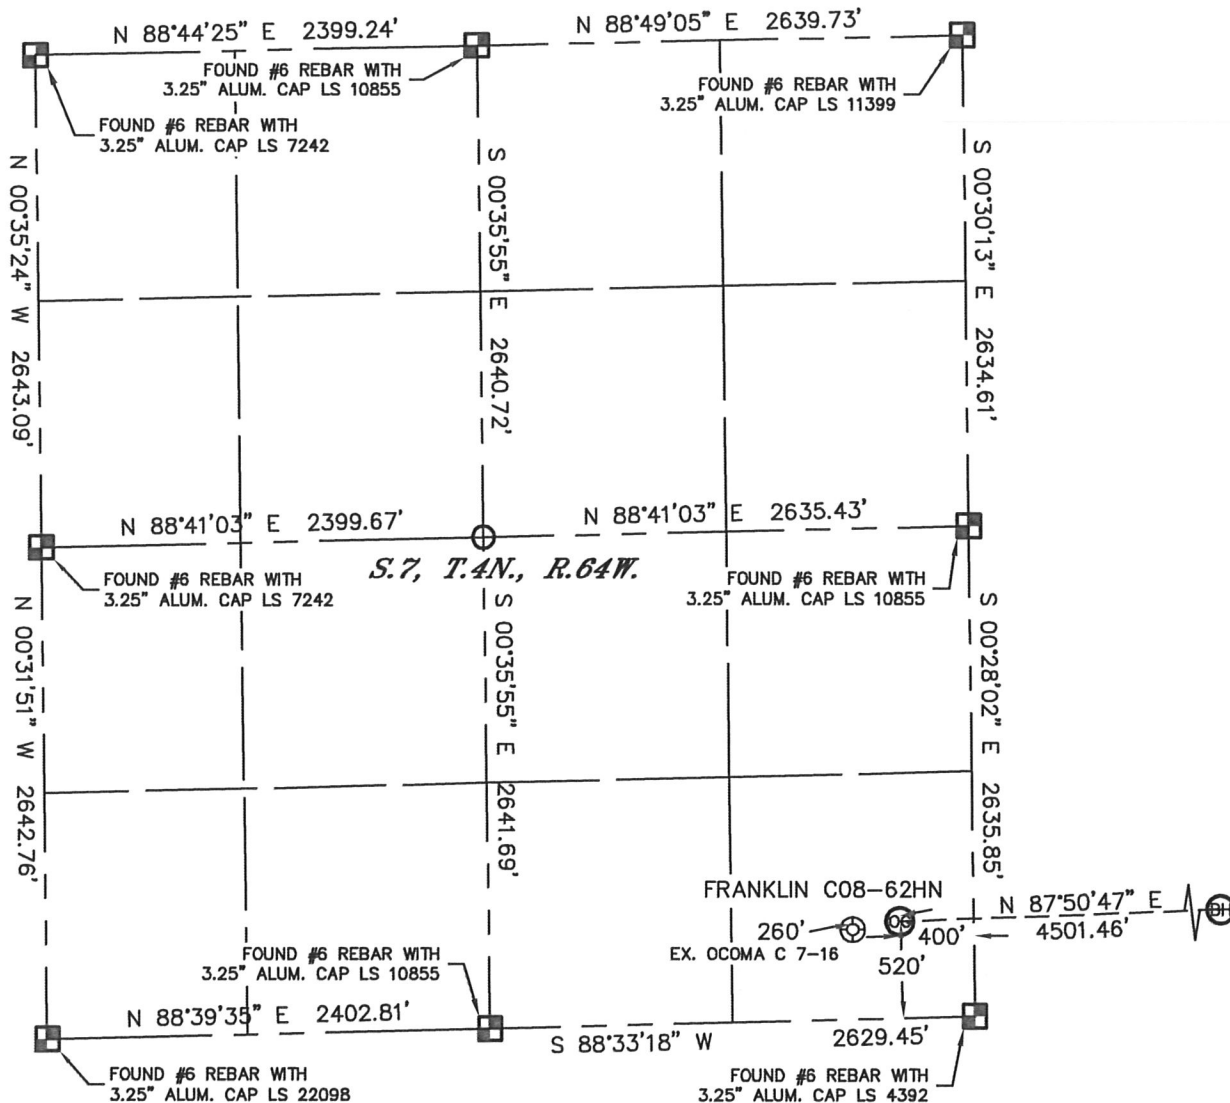 N 88°44'25" E 2399.24'
N 88°49'05" E 2639.73'
FOUND #6 REBAR WITH
3.25" ALUM. CAP LS 10855
FOUND #6 REBAR WITH
3.25" ALUM. CAP LS 11399
FOUND #6 REBAR WITH
3.25" ALUM. CAP LS 7242
N 00°35'24" W 2643.09'
S 00°35'55" E 2640.72'
S 00°30'13" E 2634.61'
N 88°41'03" E 2399.67'
N 88°41'03" E 2635.43'
S.7, T.4N., R.64W.
FOUND #6 REBAR WITH
3.25" ALUM. CAP LS 7242
FOUND #6 REBAR WITH
3.25" ALUM. CAP LS 10855
N 00°31'51" W 2642.76'
S 00°35'55" E 2641.69'
S 00°28'02" E 2635.85'
FRANKLIN C08-62HN
N 87°50'47" E
4501.46'
OG
BH
260'
400'
EX. OCOMA C 7-16
520'
FOUND #6 REBAR WITH
3.25" ALUM. CAP LS 10855
N 88°39'35" E 2402.81'
S 88°33'18" W
2629.45'
FOUND #6 REBAR WITH
3.25" ALUM. CAP LS 22098
FOUND #6 REBAR WITH
3.25" ALUM. CAP LS 4392